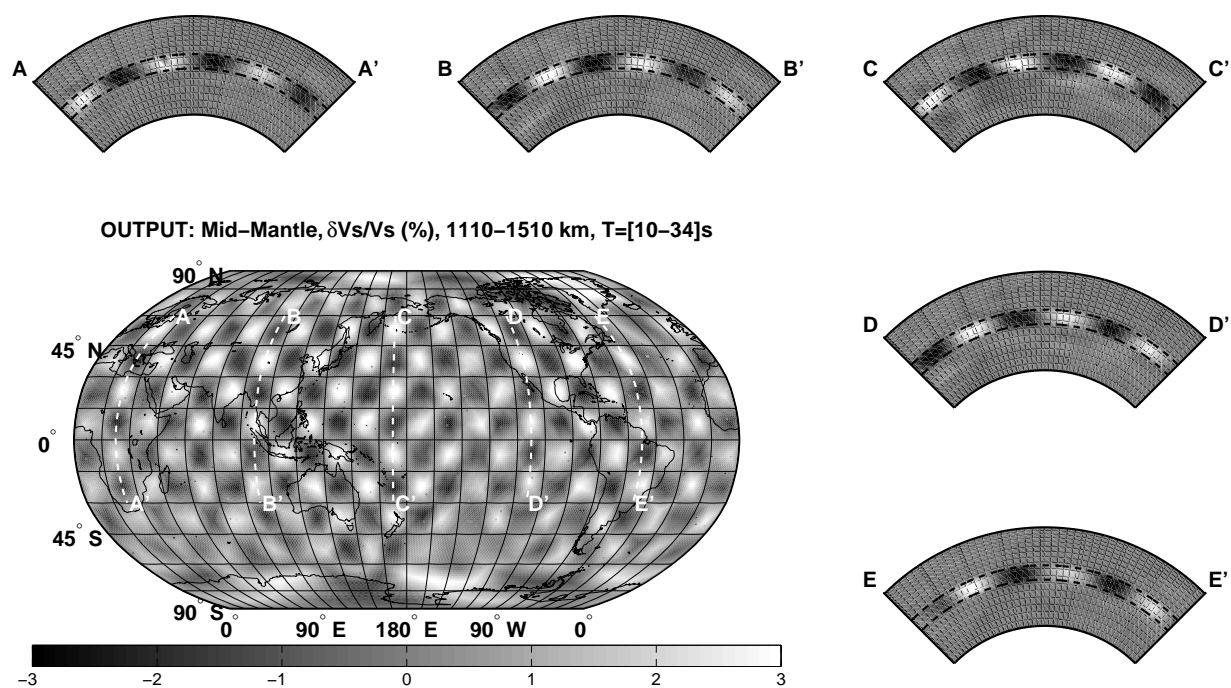 A A’
B B’
C C’
OUTPUT: Mid−Mantle, δVs/Vs (%), 1110−1510 km, T=[10−34]s
90° N
45° N
0°
45° S
90° S
A B C D E
A’ B’ C’ D’ E’
0° 90° E 180° E 90° W 0°
−3 −2 −1 0 1 2 3
D D’
E E’